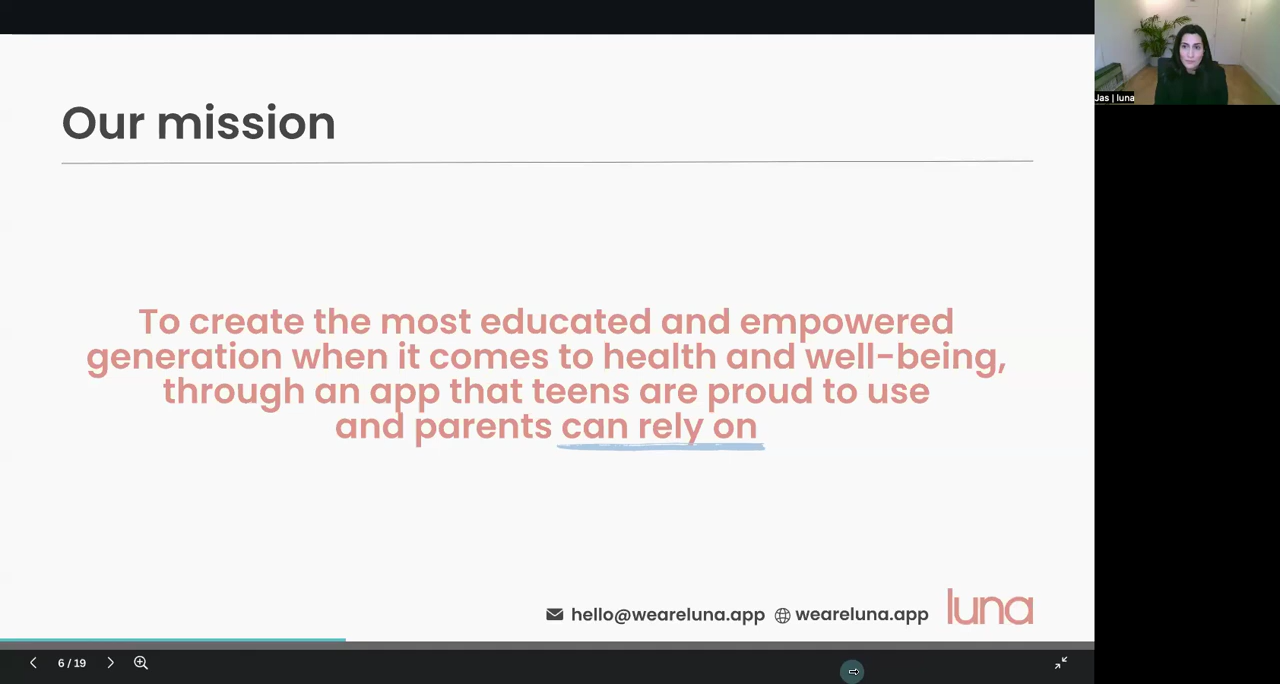 Our mission
To create the most educated and empowered
generation when it comes to health and well-being,
through an app that teens are proud to use
and parents can rely on
hello@weareluna.app weareluna.app luna
6 / 19
Jas | luna